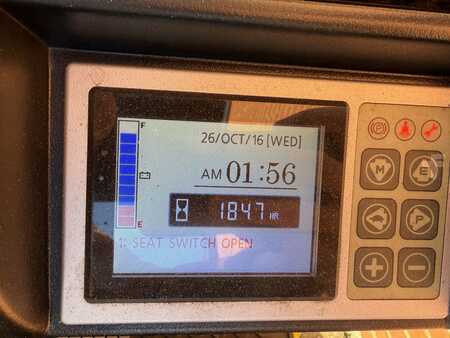 F
26/OCT/16 [WED]
AM 01:56
1847 HR
E
1: SEAT SWITCH OPEN
P
M
E
P
+
−